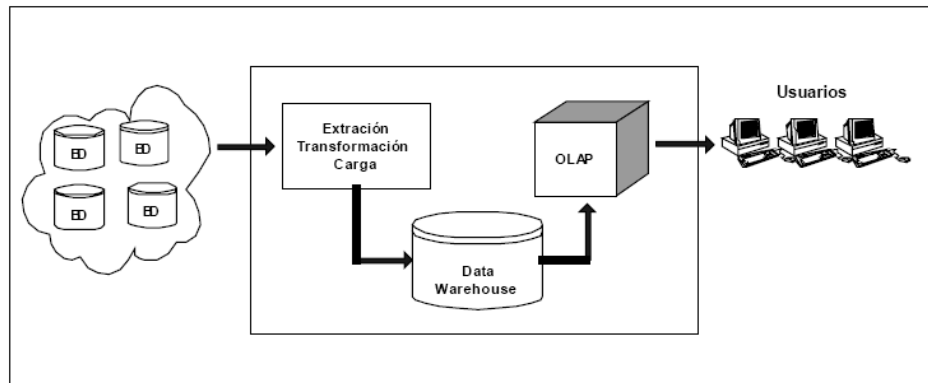 BD
BD
BD
BD
Extración
Transformación
Carga
OLAP
Data
Warehouse
Usuarios